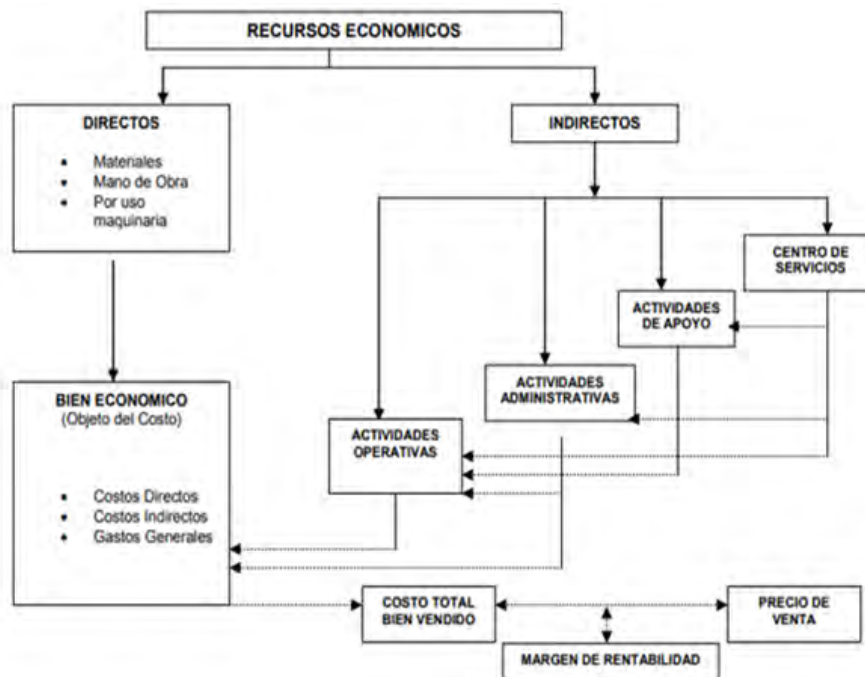 RECURSOS ECONOMICOS
DIRECTOS
• Materiales
• Mano de Obra
• Por uso
maquinaria
INDIRECTOS
CENTRO DE
SERVICIOS
ACTIVIDADES
DE APOYO
ACTIVIDADES
ADMINISTRATIVAS
ACTIVIDADES
OPERATIVAS
BIEN ECONOMICO
(Objeto del Costo)
• Costos Directos
• Costos Indirectos
• Gastos Generales
COSTO TOTAL
BIEN VENDIDO
PRECIO DE
VENTA
MARGEN DE RENTABILIDAD